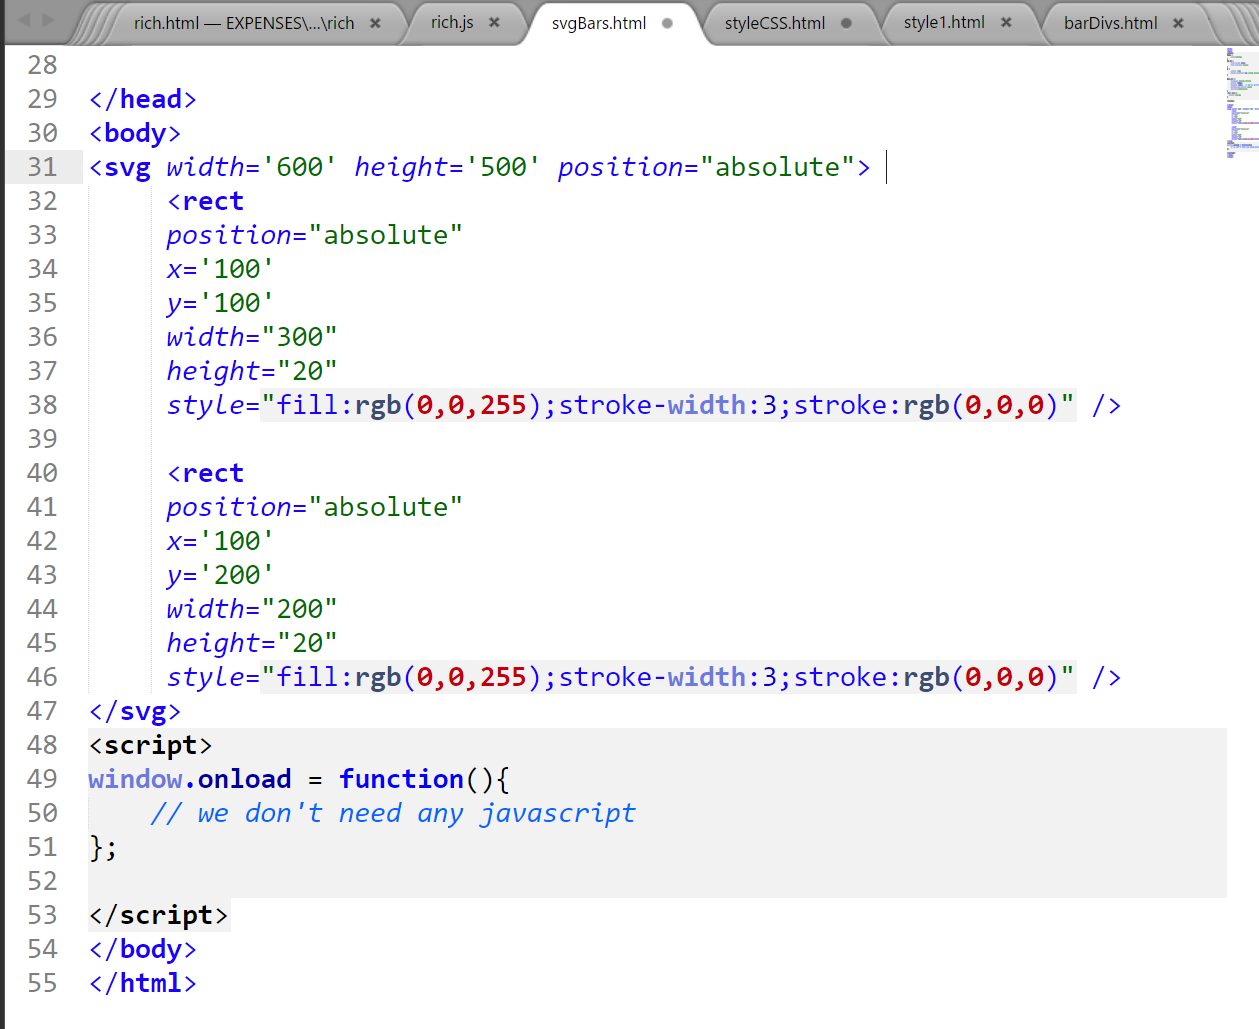 rich.html — EXPENSES\...\rich × rich.js × svgBars.html styleCSS.html style1.html × barDivs.html ×
28
29 </head>
30 <body>
31 <svg width='600' height='500' position="absolute">
32 <rect
33 position="absolute"
34 x='100'
35 y='100'
36 width="300"
37 height="20"
38 style="fill:rgb(0,0,255);stroke-width:3;stroke:rgb(0,0,0)" />
39
40 <rect
41 position="absolute"
42 x='100'
43 y='200'
44 width="200"
45 height="20"
46 style="fill:rgb(0,0,255);stroke-width:3;stroke:rgb(0,0,0)" />
47 </svg>
48 <script>
49 window.onload = function(){
50 // we don't need any javascript
51 };
52
53 </script>
54 </body>
55 </html>